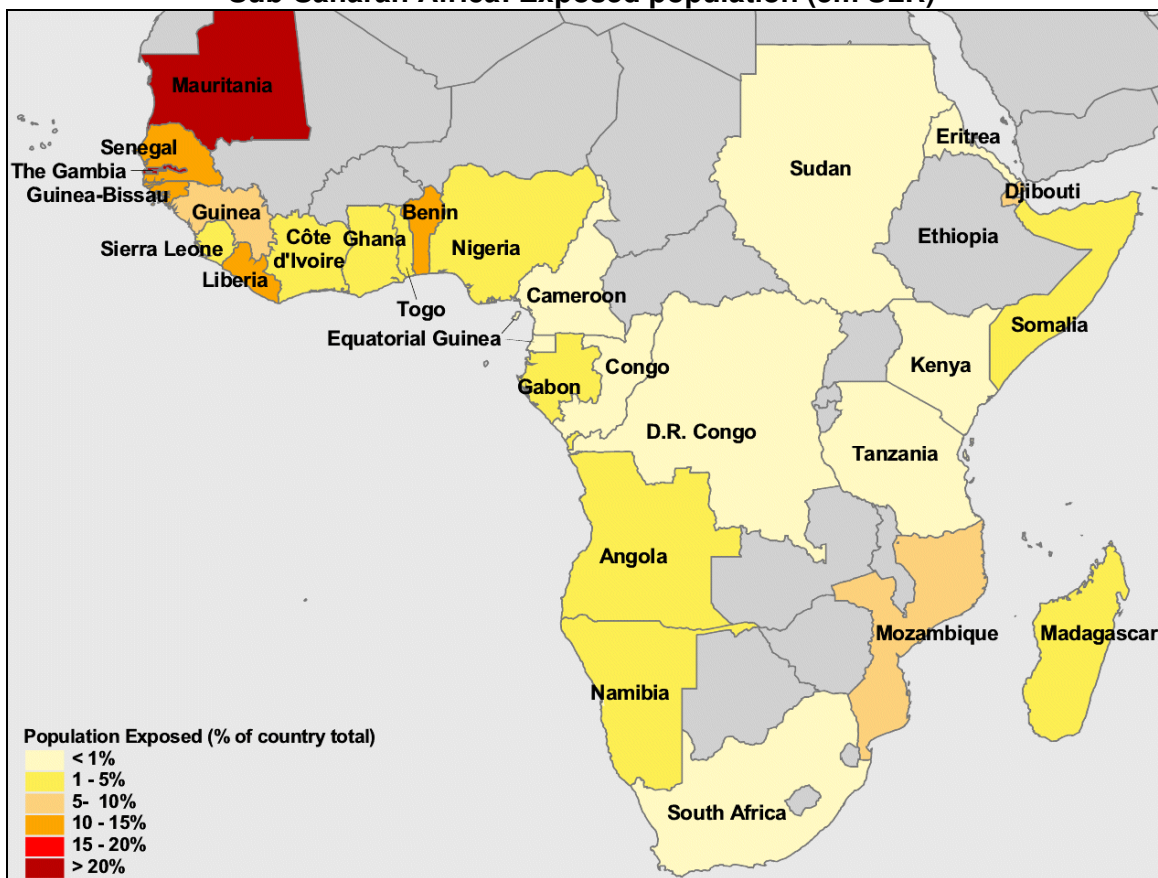 Mauritania
Senegal
The Gambia
Guinea-Bissau
Guinea
Sierra Leone
Liberia
Côte
d'Ivoire
Ghana
Benin
Nigeria
Togo
Equatorial Guinea
Cameroon
Gabon
Congo
D.R. Congo
Sudan
Eritrea
Djibouti
Ethiopia
Somalia
Kenya
Tanzania
Angola
Namibia
Mozambique
Madagascar
South Africa
Population Exposed (% of country total)
< 1%
1 - 5%
5- 10%
10 - 15%
15 - 20%
> 20%